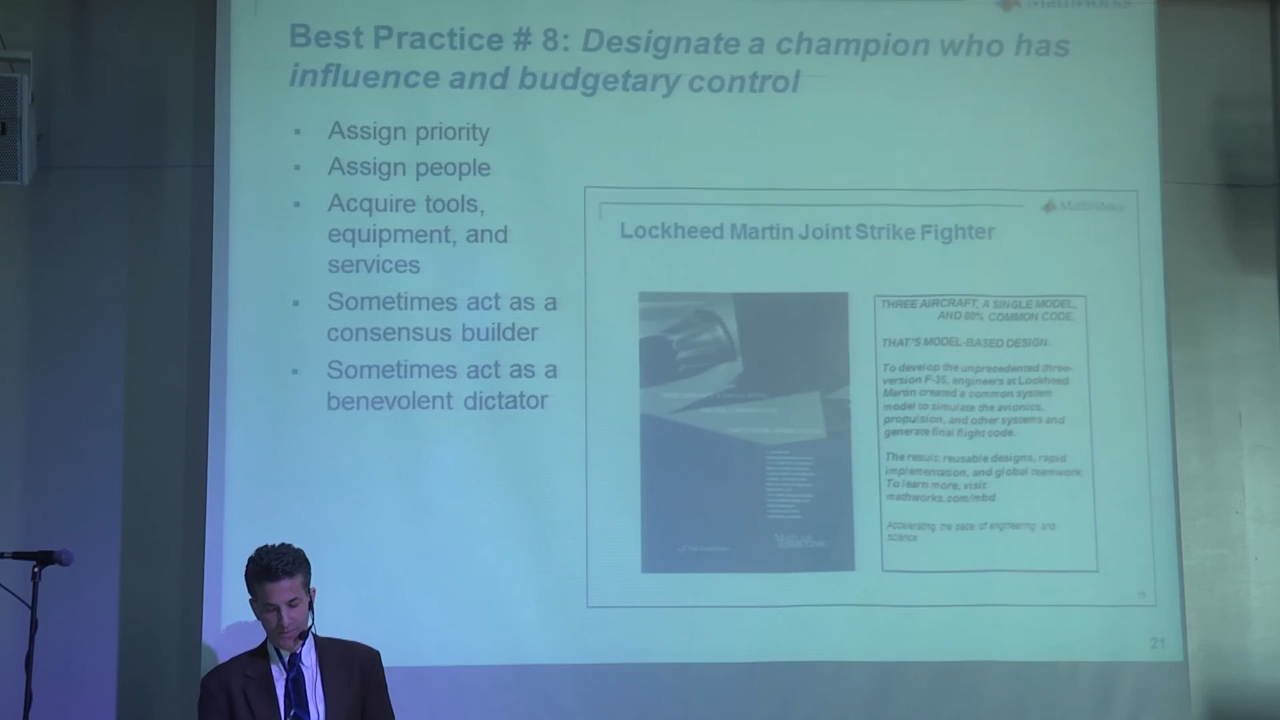 MathWorks
Best Practice # 8: Designate a champion who has
influence and budgetary control
Assign priority
Assign people
Acquire tools,
equipment, and
services
Sometimes act as a
consensus builder
Sometimes act as a
benevolent dictator
MathWorks
Lockheed Martin Joint Strike Fighter
THREE AIRCRAFT, A SINGLE MODEL,
AND 80% COMMON CODE.
THAT'S MODEL-BASED DESIGN.
To develop the unprecedented three-
version F-35, engineers at Lockheed
Martin created a common system
model to simulate the avionics,
propulsion, and other systems and
generate final flight code.
The result: reusable designs, rapid
implementation, and global teamwork.
To learn more, visit
mathworks.com/mbd
Accelerating the pace of engineering and
science
21